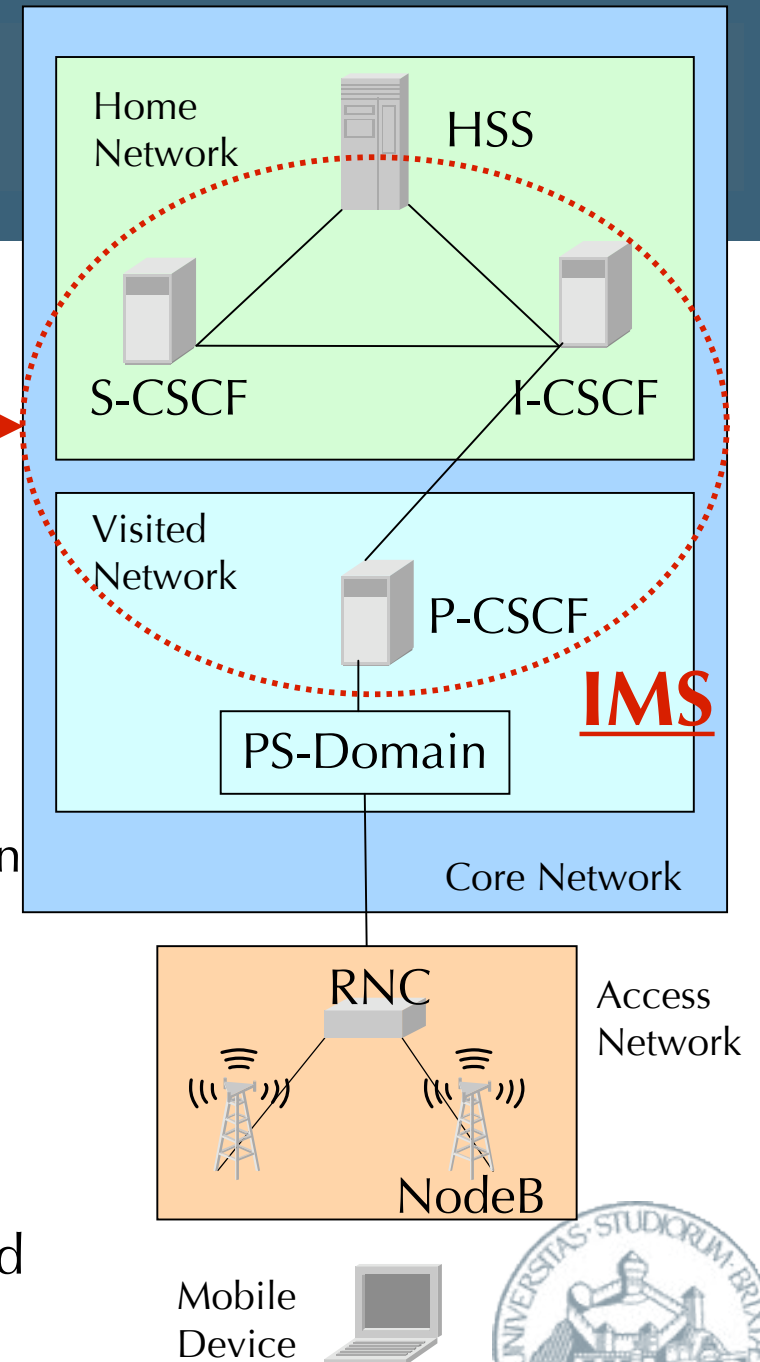 Home
Network
HSS
S-CSCF
I-CSCF
Visited
Network
P-CSCF
IMS
PS-Domain
n
Core Network
RNC
Access
Network
NodeB
d
Mobile
Device
STUDIORUM